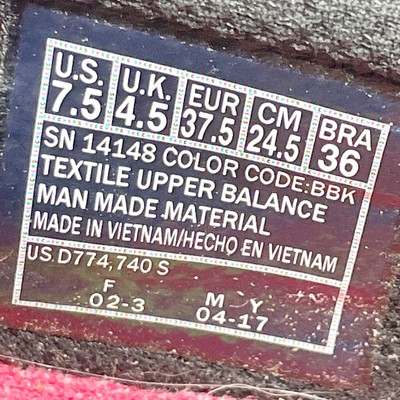 U.S. U.K. EUR CM BRA
7.5 4.5 37.5 24.5 36
SN 14148 COLOR CODE:BBK
TEXTILE UPPER BALANCE
MAN MADE MATERIAL
MADE IN VIETNAM/HECHO EN VIETNAM
US D774,740 S
F M Y
02-3 04-17